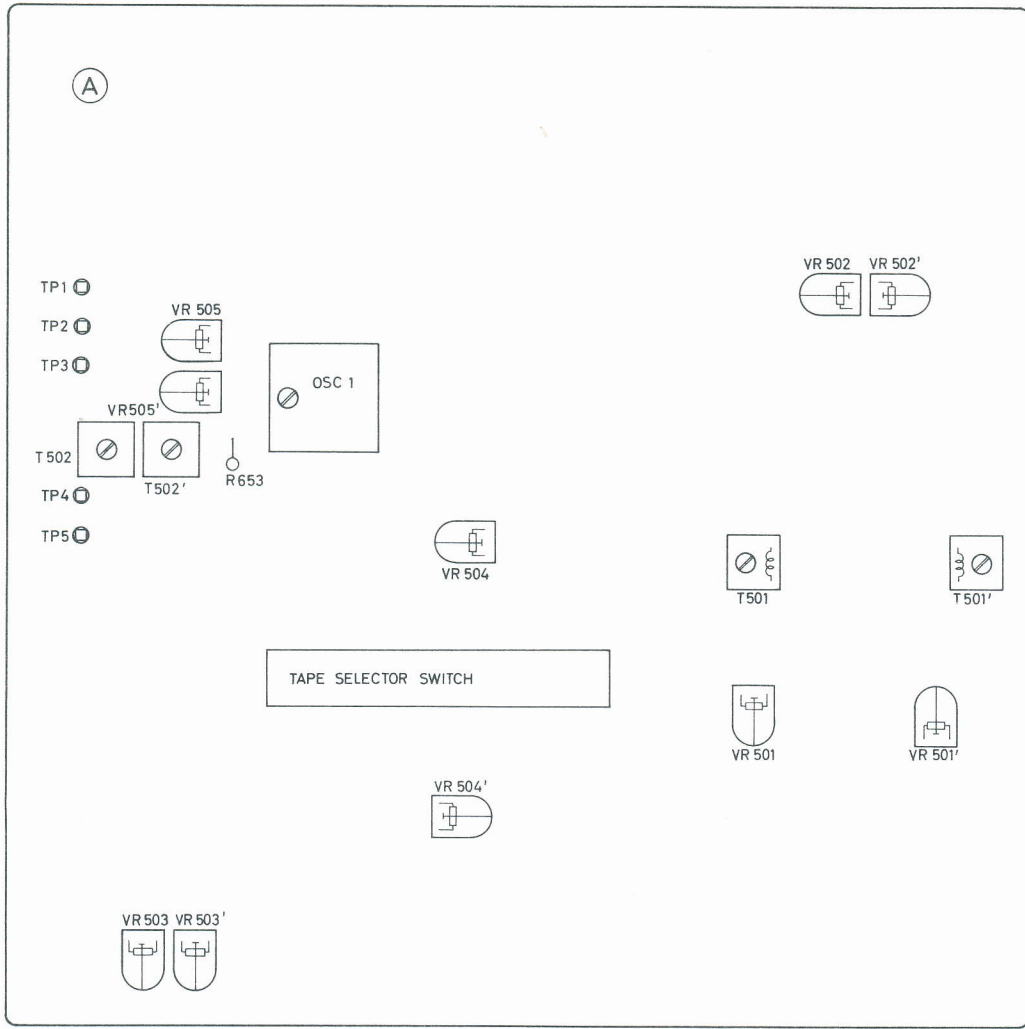 A
VR 502 VR 502'
TP1
VR 505
TP2
TP3
OSC 1
VR505'
T 502
T502'
R653
TP4
TP5
VR 504
T501
T501'
TAPE SELECTOR SWITCH
VR 501
VR 501'
VR 504'
VR 503 VR 503'